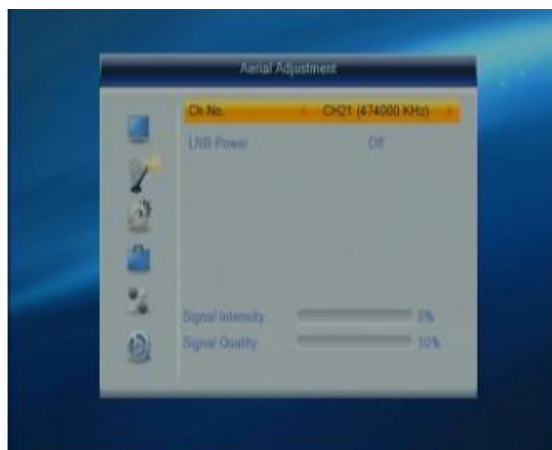 Aerial Adjustment
Ch No. CH21 (474000 KHz)
LNB Power Off
Signal Intensity 0%
Signal Quality 10%